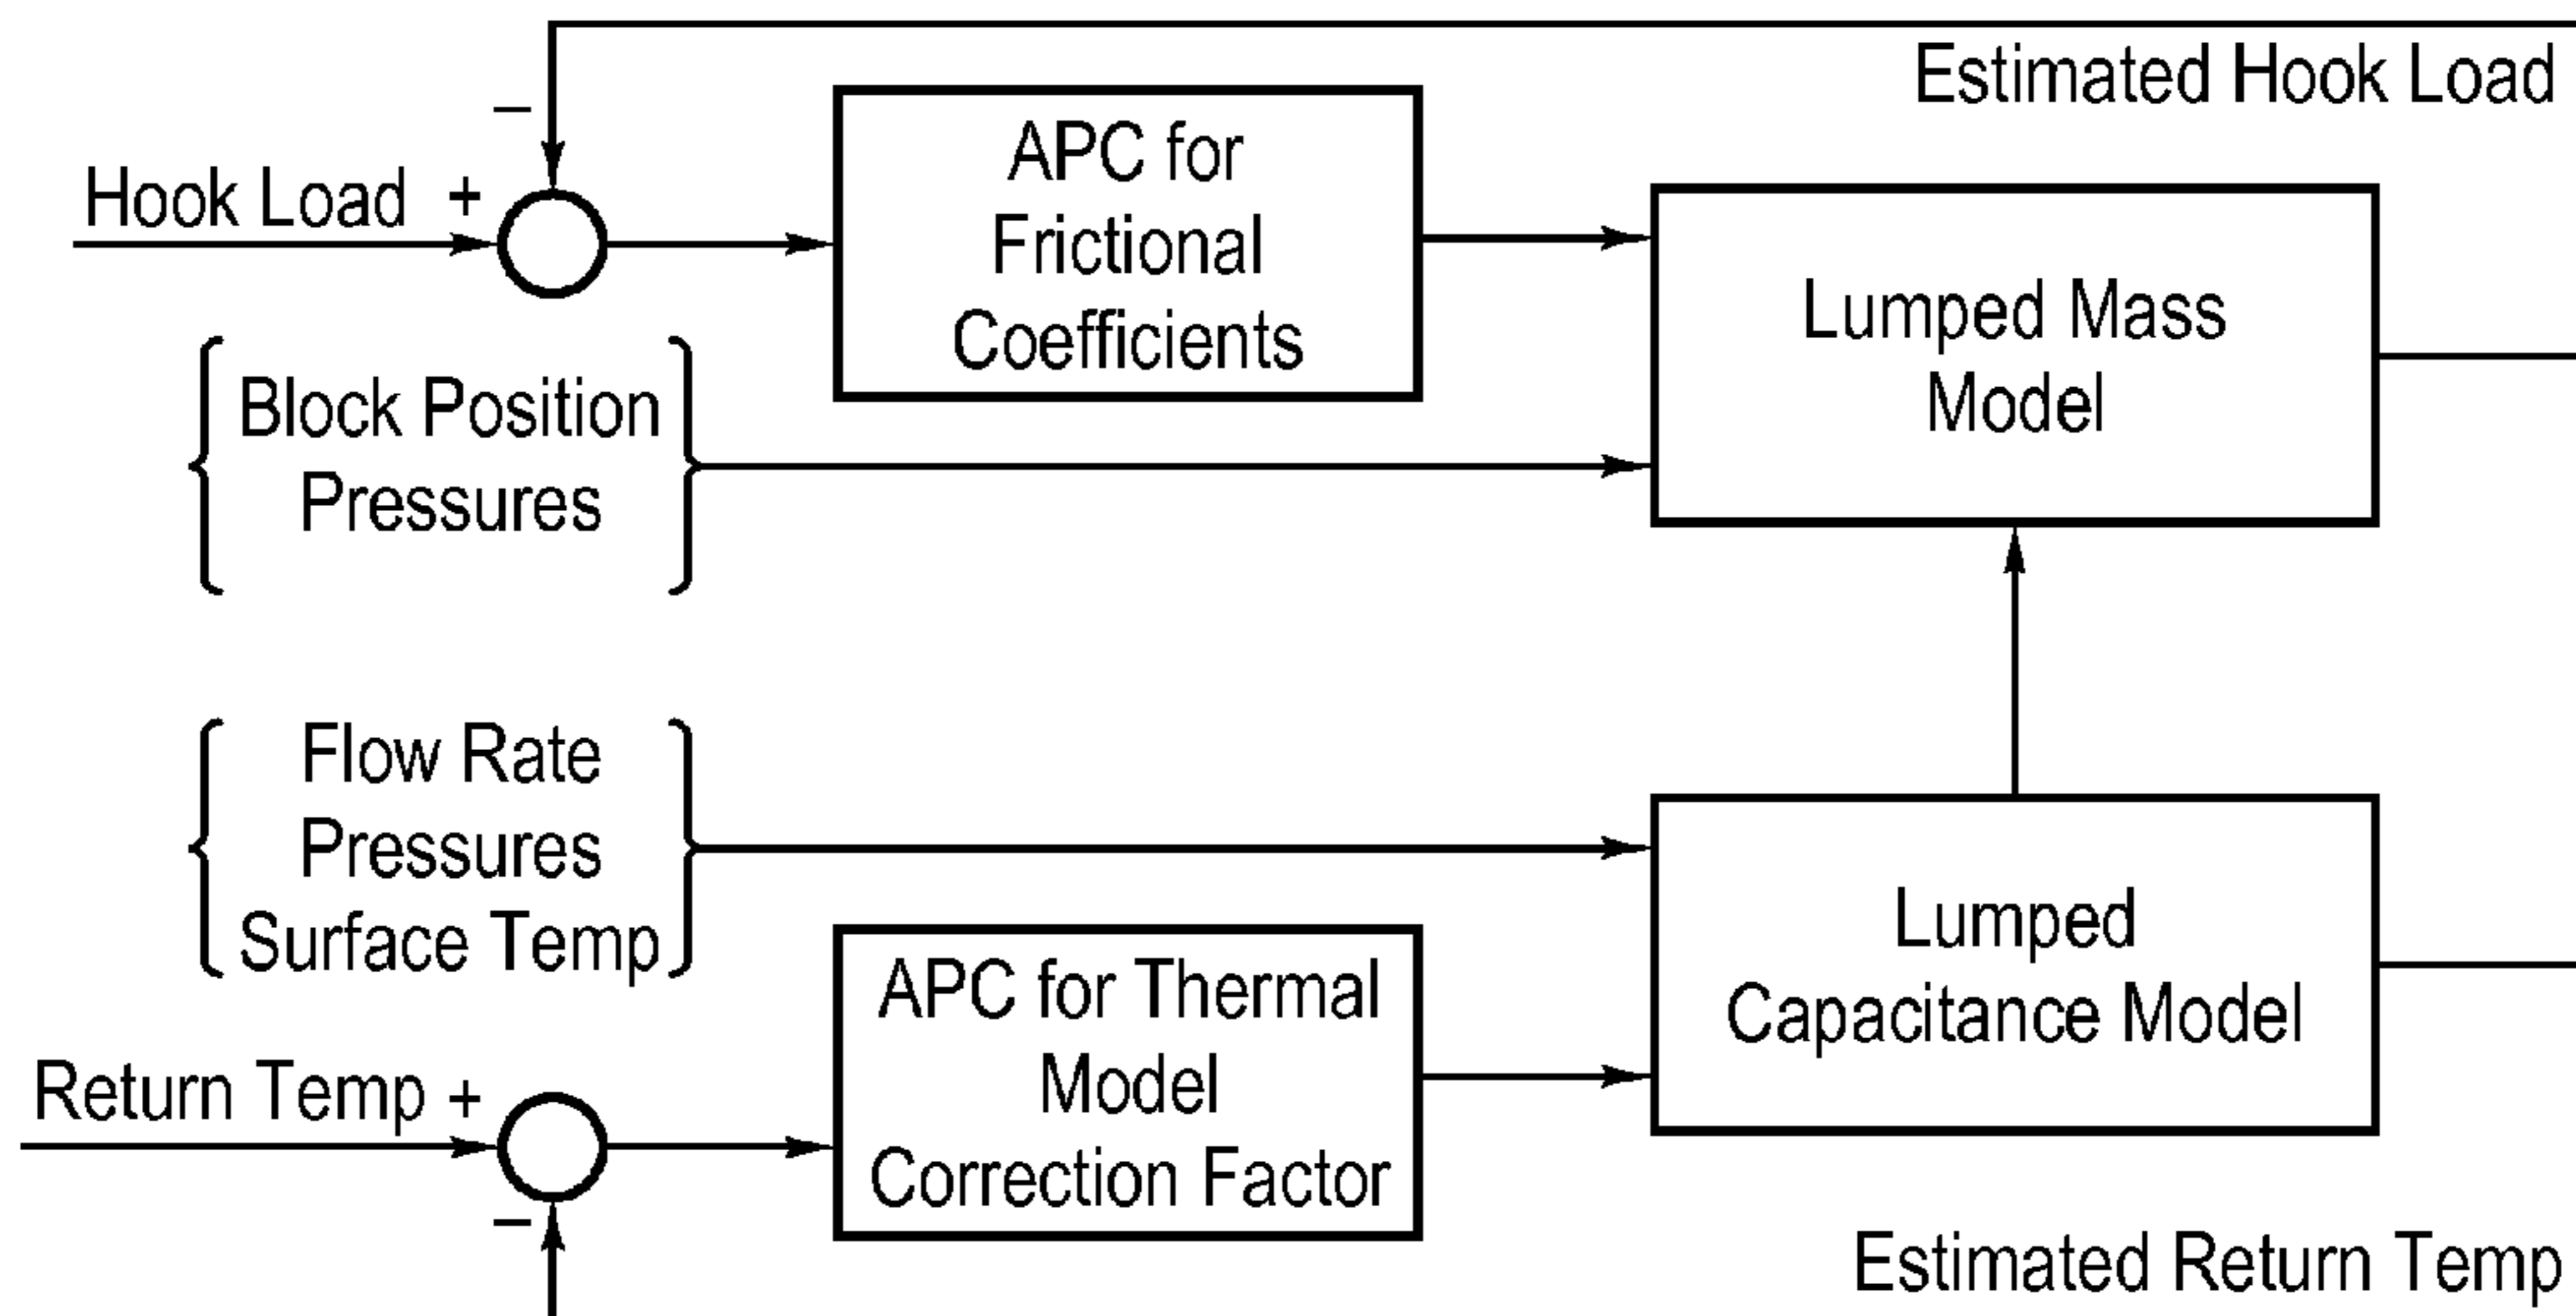 Estimated Hook Load
–
Hook Load +
APC for
Frictional
Coefficients
Lumped Mass
Model
Block Position
Pressures
Flow Rate
Pressures
Surface Temp
Lumped
Capacitance Model
APC for Thermal
Model
Correction Factor
Return Temp +
–
Estimated Return Temp